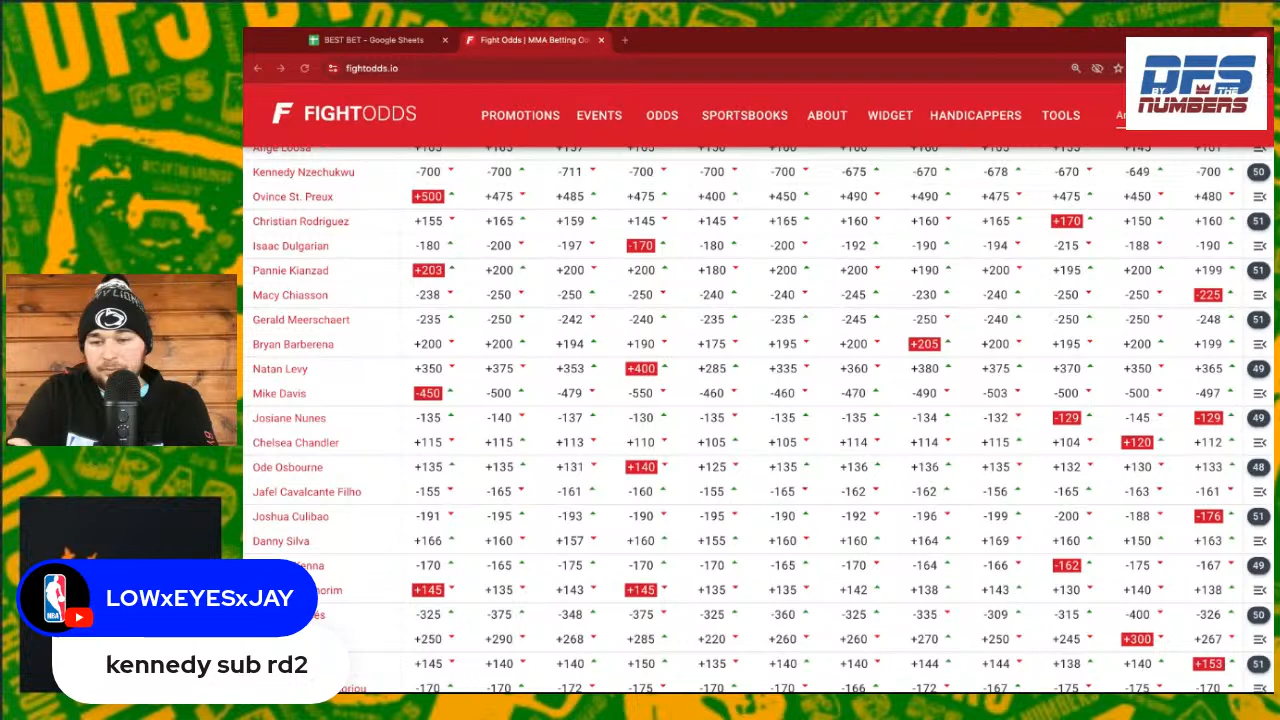 BEST BET - Google Sheets × Fight Odds | MMA Betting Od × +
fightodds.io
DFS
BY THE
NUMBERS
FIGHTODDS PROMOTIONS EVENTS ODDS SPORTSBOOKS ABOUT WIDGET HANDICAPPERS TOOLS
Kennedy Nzechukwu -700 -700 -711 -700 -700 -700 -675 -670 -678 -670 -649 -700 50
Ovince St. Preux +500 +475 +485 +475 +400 +450 +490 +490 +475 +475 +450 +480
Christian Rodriguez +155 +165 +159 +145 +145 +165 +160 +160 +165 +170 +150 +160 51
Isaac Dulgarian -180 -200 -197 -170 -180 -200 -192 -190 -194 -215 -188 -190
Pannie Kianzad +203 +200 +200 +200 +180 +200 +200 +190 +200 +195 +200 +199 51
Macy Chiasson -238 -250 -250 -250 -240 -240 -245 -230 -240 -250 -250 -225
Gerald Meerschaert -235 -250 -242 -240 -235 -235 -245 -250 -240 -250 -250 -248 51
Bryan Barberena +200 +200 +194 +190 +175 +195 +200 +205 +200 +195 +200 +199
Natan Levy +350 +375 +353 +400 +285 +335 +360 +380 +375 +370 +350 +365 49
Mike Davis -450 -500 -479 -550 -460 -460 -470 -490 -503 -500 -500 -497
Josiane Nunes -135 -140 -137 -130 -135 -135 -135 -134 -132 -129 -145 -129 49
Chelsea Chandler +115 +115 +113 +110 +105 +105 +114 +114 +115 +104 +120 +112
Ode Osbourne +135 +135 +131 +140 +125 +135 +136 +136 +135 +132 +130 +133 48
Jafel Cavalcante Filho -155 -165 -161 -160 -155 -165 -162 -162 -156 -165 -163 -161
Joshua Culibao -191 -195 -193 -190 -195 -190 -192 -196 -199 -200 -188 -176 51
Danny Silva +166 +160 +157 +160 +155 +160 +160 +164 +169 +160 +150 +163
enna -170 -165 -175 -170 -170 -165 -170 -164 -166 -162 -175 -167 49
norim +145 +135 +143 +145 +135 +135 +142 +138 +143 +130 +140 +138
es -325 -375 -348 -375 -325 -360 -325 -335 -309 -315 -400 -326 50
+250 +290 +268 +285 +220 +260 +260 +270 +250 +245 +300 +267
+145 +140 +140 +150 +135 +140 +140 +144 +144 +138 +140 +153 51
riou -170 -170 -172 -175 -170 -170 -166 -172 -167 -175 -175 -170
NBA
LOWxEYESxJAY
kennedy sub rd2